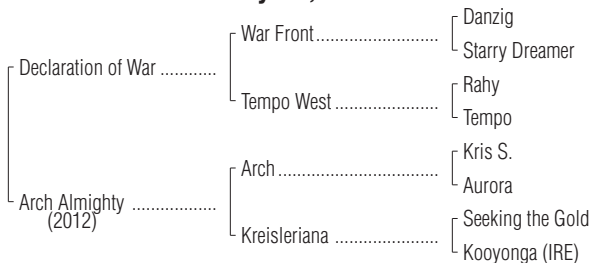 Danzig
War Front
Starry Dreamer
Declaration of War
Rahy
Tempo West
Tempo
Kris S.
Arch
Aurora
Arch Almighty
(2012)
Seeking the Gold
Kreisleriana
Kooyonga (IRE)